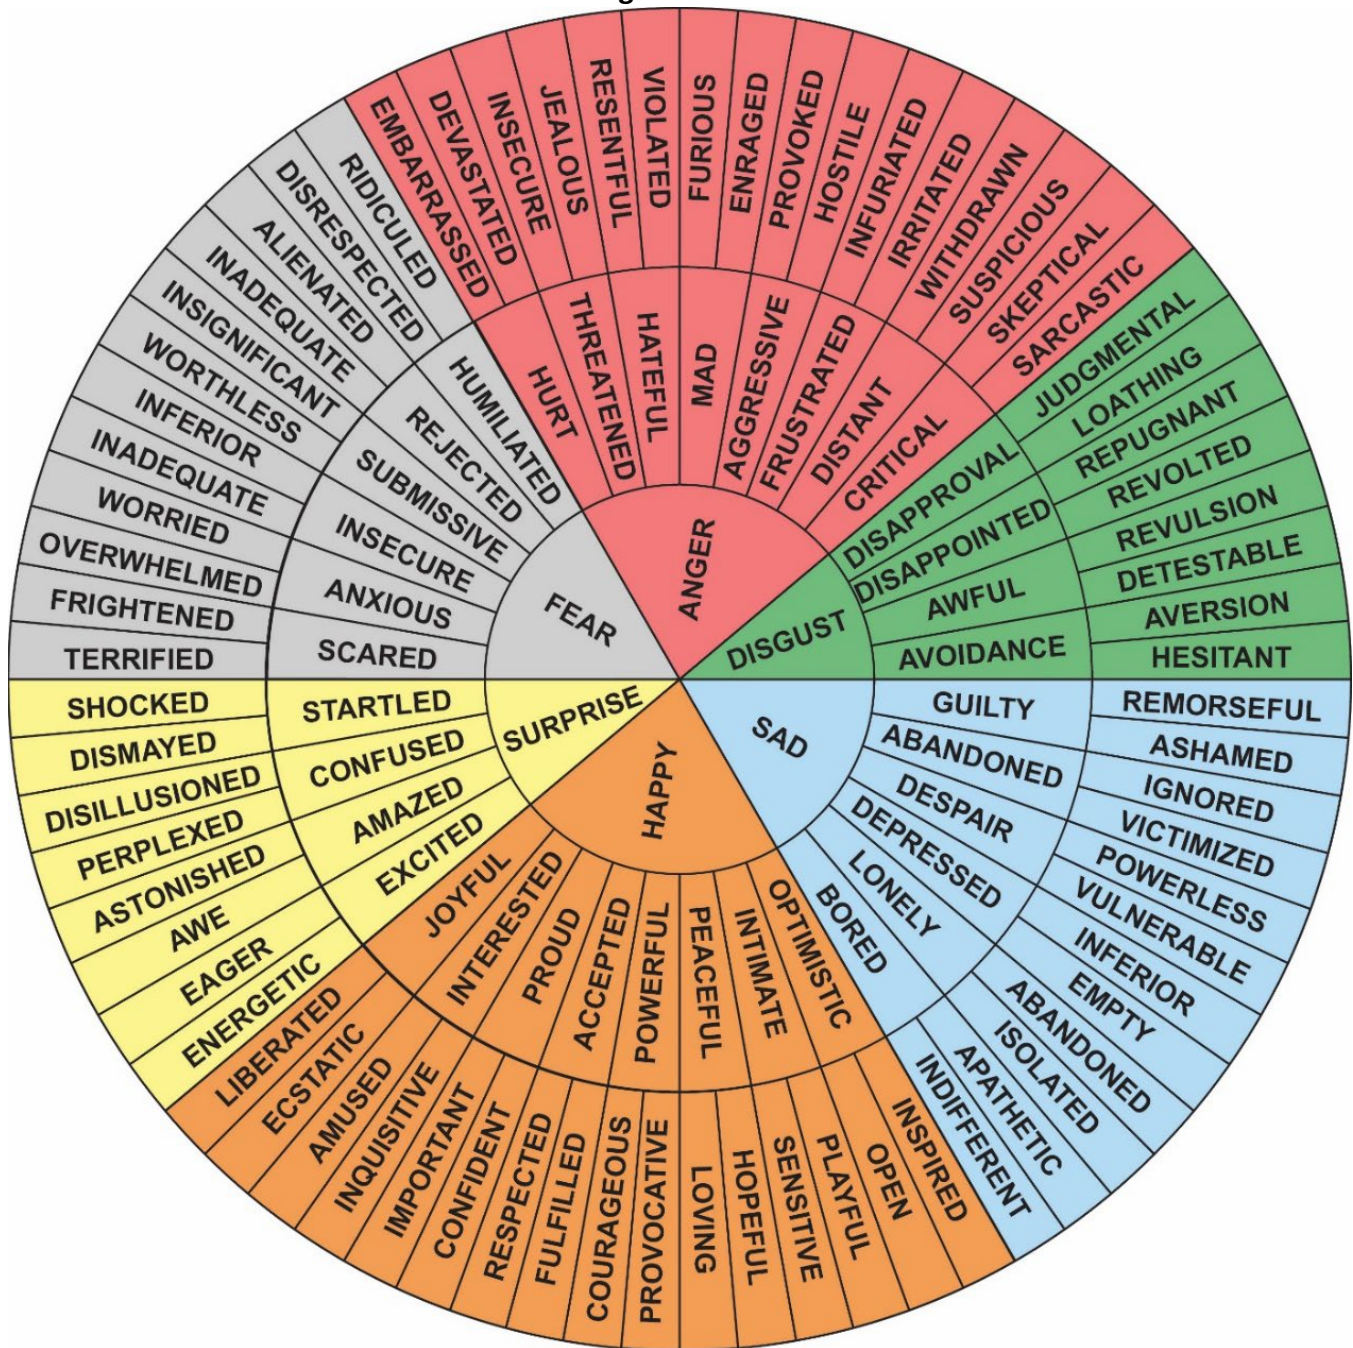 ANGER
HURT
THREATENED
HATEFUL
MAD
AGGRESSIVE
FRUSTRATED
DISTANT
CRITICAL
EMBARRASSED
DEVASTATED
INSECURE
JEALOUS
RESENTFUL
VIOLATED
FURIOUS
ENRAGED
PROVOKED
HOSTILE
INFURIATED
IRRITATED
WITHDRAWN
SUSPICIOUS
SKEPTICAL
SARCASTIC
DISGUST
DISAPPROVAL
DISAPPOINTED
AWFUL
AVOIDANCE
JUDGMENTAL
LOATHING
REPUGNANT
REVOLTED
REVULSION
DETESTABLE
AVERSION
HESITANT
SAD
GUILTY
ABANDONED
DESPAIR
DEPRESSED
LONELY
BORED
REMORSEFUL
ASHAMED
IGNORED
VICTIMIZED
POWERLESS
VULNERABLE
INFERIOR
EMPTY
ABANDONED
ISOLATED
APATHETIC
INDIFFERENT
HAPPY
OPTIMISTIC
INTIMATE
PEACEFUL
POWERFUL
ACCEPTED
PROUD
INTERESTED
JOYFUL
INSPIRED
OPEN
PLAYFUL
SENSITIVE
HOPEFUL
LOVING
PROVOCATIVE
COURAGEOUS
FULFILLED
RESPECTED
CONFIDENT
IMPORTANT
INQUISITIVE
AMUSED
ECSTATIC
LIBERATED
SURPRISE
EXCITED
AMAZED
CONFUSED
STARTLED
ENERGETIC
EAGER
AWE
ASTONISHED
PERPLEXED
DISILLUSIONED
DISMAYED
SHOCKED
FEAR
SCARED
ANXIOUS
INSECURE
SUBMISSIVE
REJECTED
HUMILIATED
TERRIFIED
FRIGHTENED
OVERWHELMED
WORRIED
INADEQUATE
INFERIOR
WORTHLESS
INSIGNIFICANT
INADEQUATE
ALIENATED
DISRESPECTED
RIDICULED